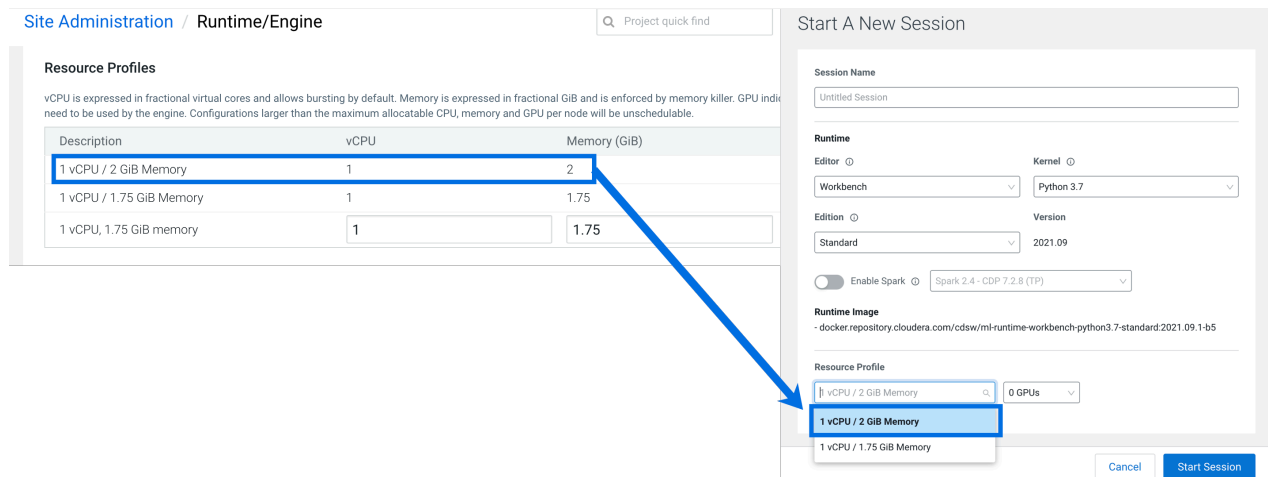 Site Administration / Runtime/Engine
Project quick find
Resource Profiles
vCPU is expressed in fractional virtual cores and allows bursting by default. Memory is expressed in fractional GiB and is enforced by memory killer. GPU
need to be used by the engine. Configurations larger than the maximum allocatable CPU, memory and GPU per node will be unschedulable.
Description vCPU Memory (GiB)
1 vCPU / 2 GiB Memory 1 2
1 vCPU / 1.75 GiB Memory 1 1.75
1 vCPU, 1.75 GiB memory 1 1.75
Start A New Session
Session Name
Untitled Session
Runtime
Editor Kernel
Workbench Python 3.7
Edition Version
Standard 2021.09
Enable Spark Spark 2.4 - CDP 7.2.8 (TP)
Runtime Image
- docker.repository.cloudera.com/cdsw/ml-runtime-workbench-python3.7-standard:2021.09.1-b5
Resource Profile
1 vCPU / 2 GiB Memory 0 GPUs
1 vCPU / 2 GiB Memory
1 vCPU / 1.75 GiB Memory
Cancel Start Session